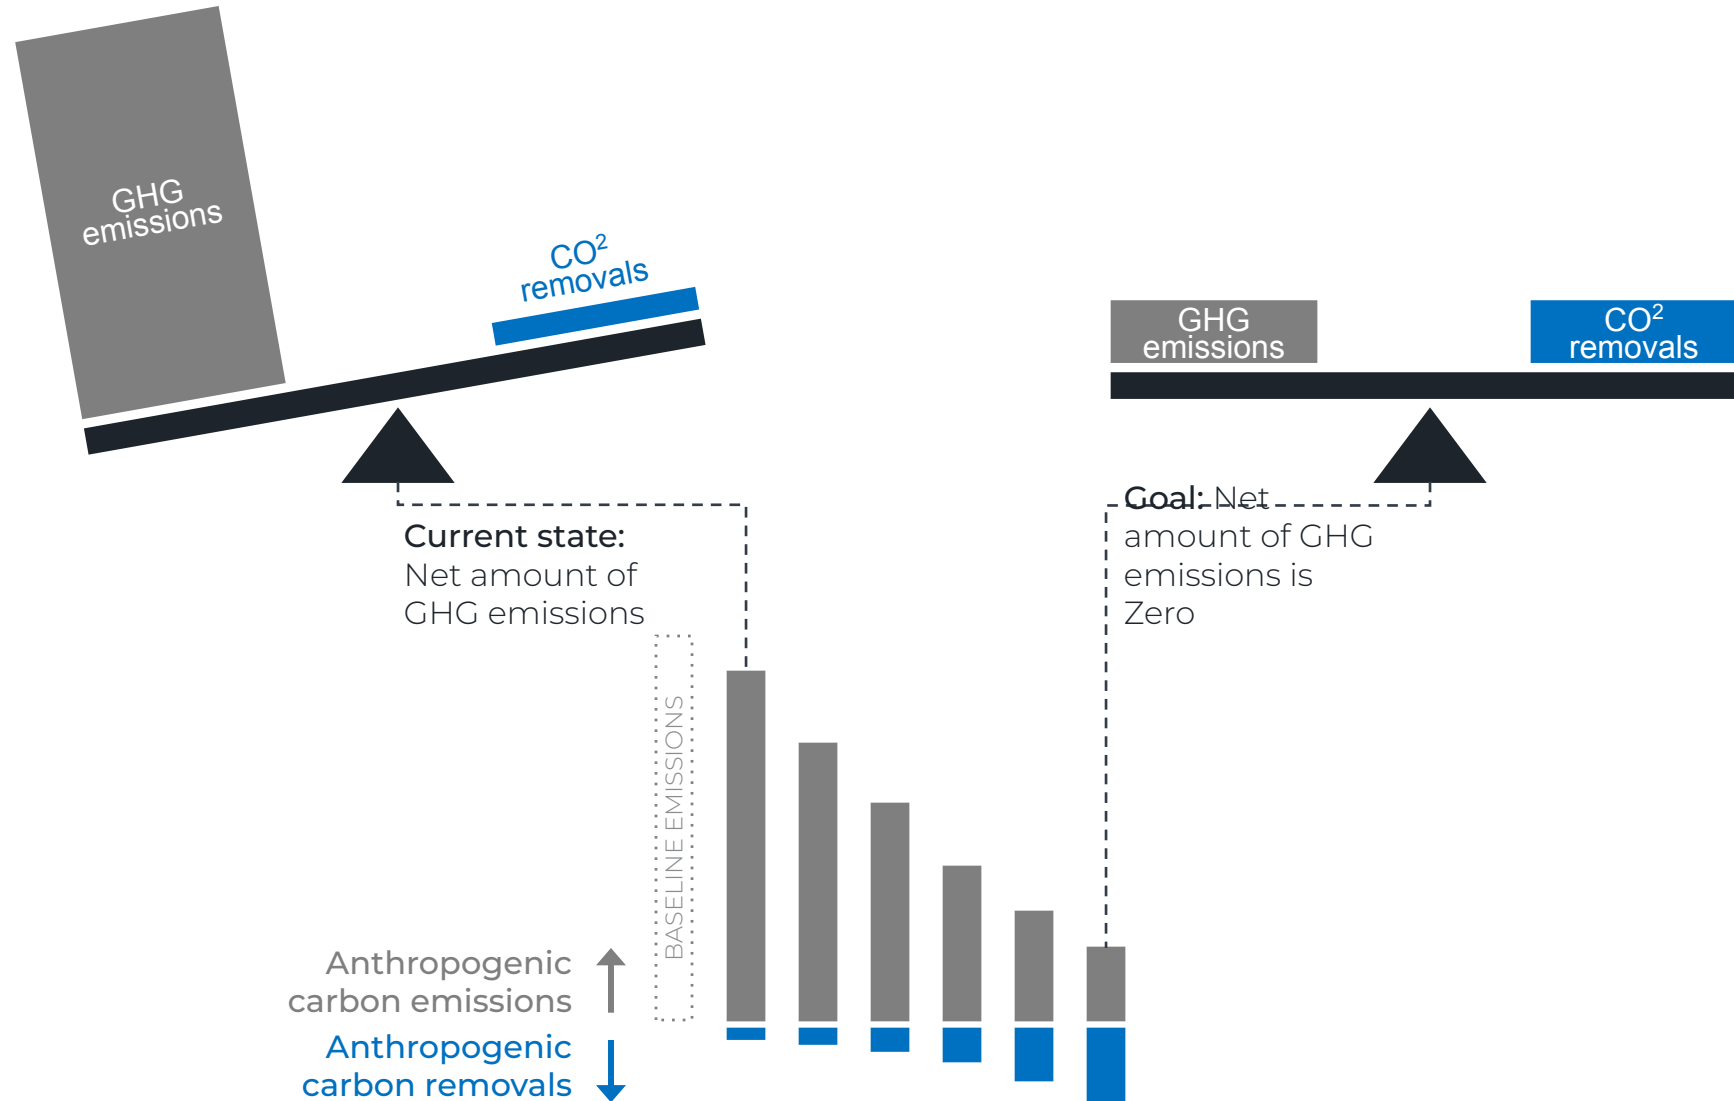 GHG
emissions
CO²
removals
GHG
emissions
CO²
removals
Current state:
Net amount of
GHG emissions
Goal: Net
amount of GHG
emissions is
Zero
BASELINE EMISSIONS
Anthropogenic
carbon emissions
Anthropogenic
carbon removals